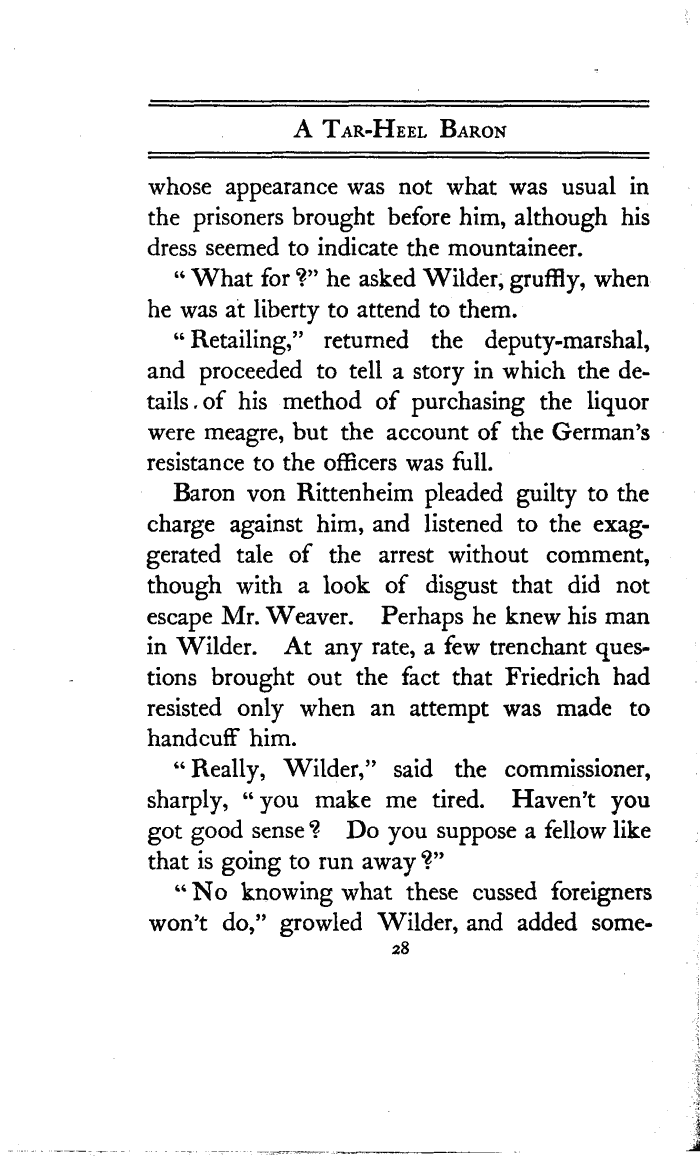 A Tar-Heel Baron
whose appearance was not what was usual in
the prisoners brought before him, although his
dress seemed to indicate the mountaineer.
“ What for ?” he asked Wilder, gruffly, when
he was at liberty to attend to them.
“ Retailing,” returned the deputy-marshal,
and proceeded to tell a story in which the de-
tails of his method of purchasing the liquor
were meagre, but the account of the German’s
resistance to the officers was full.
Baron von Rittenheim pleaded guilty to the
charge against him, and listened to the exag-
gerated tale of the arrest without comment,
though with a look of disgust that did not
escape Mr. Weaver. Perhaps he knew his man
in Wilder. At any rate, a few trenchant ques-
tions brought out the fact that Friedrich had
resisted only when an attempt was made to
handcuff him.
“ Really, Wilder,” said the commissioner,
sharply, “ you make me tired. Haven’t you
got good sense ? Do you suppose a fellow like
that is going to run away ?”
“ No knowing what these cussed foreigners
won’t do,” growled Wilder, and added some-
28